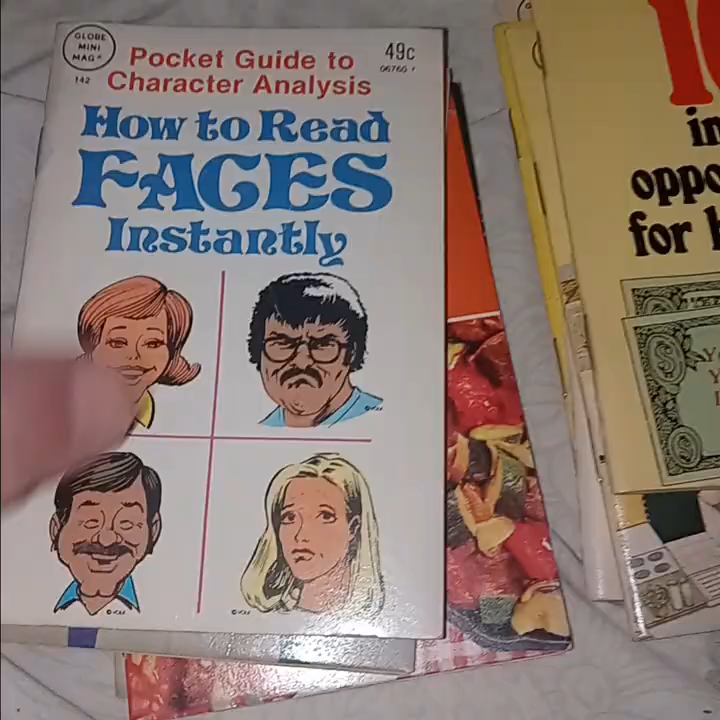 GLOBE
MINI
MAG
142
Pocket Guide to
Character Analysis
49c
How to Read
FACES
Instantly
in
oppo
for